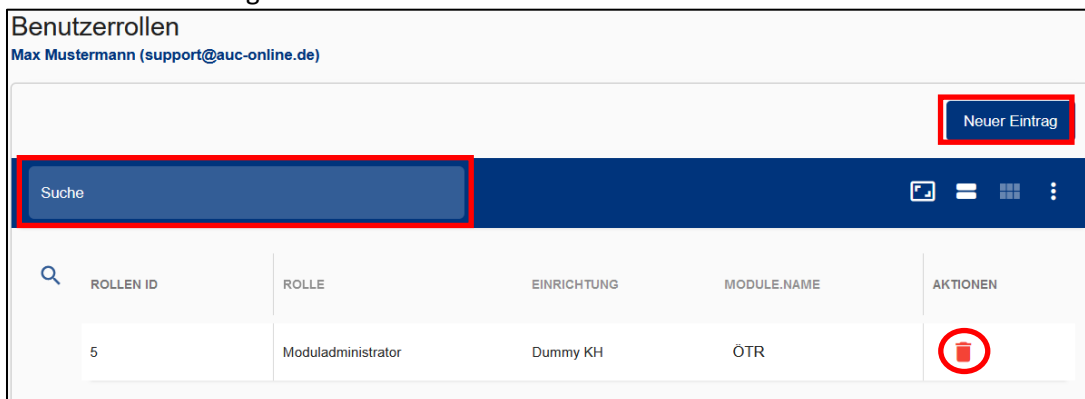 Benutzerrollen
Max Mustermann (support@auc-online.de)
Neuer Eintrag
Suche
ROLLEN ID ROLLE EINRICHTUNG MODULE.NAME AKTIONEN
5 Moduladministrator Dummy KH ÖTR